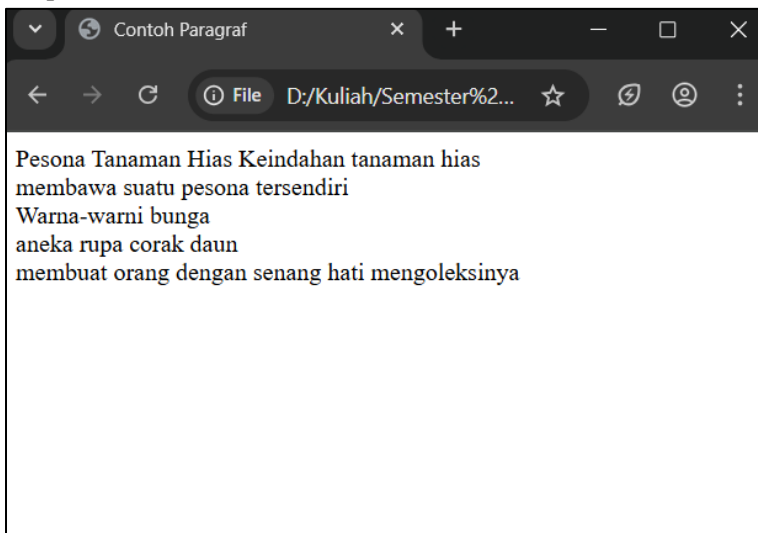 Contoh Paragraf
File D:/Kuliah/Semester%2...
Pesona Tanaman Hias Keindahan tanaman hias
membawa suatu pesona tersendiri
Warna-warni bunga
aneka rupa corak daun
membuat orang dengan senang hati mengoleksinya